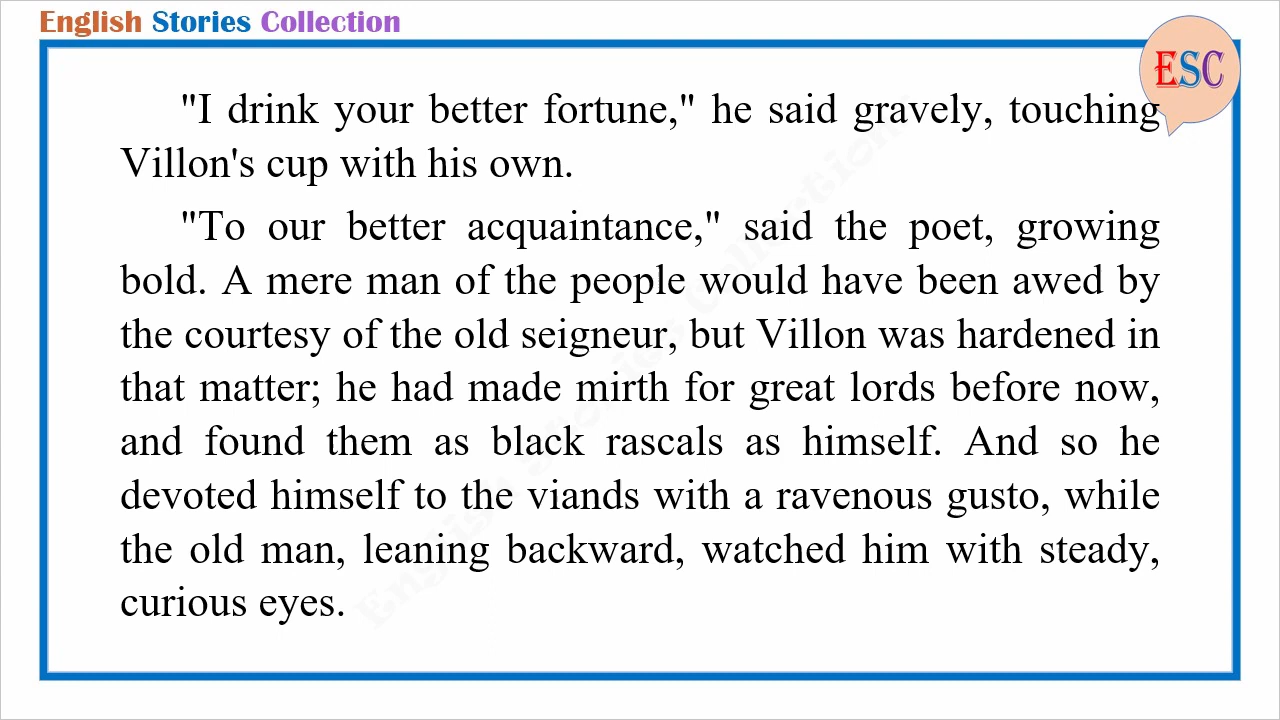 English Stories Collection
ESC
"I drink your better fortune," he said gravely, touching
Villon's cup with his own.
"To our better acquaintance," said the poet, growing
bold. A mere man of the people would have been awed by
the courtesy of the old seigneur, but Villon was hardened in
that matter; he had made mirth for great lords before now,
and found them as black rascals as himself. And so he
devoted himself to the viands with a ravenous gusto, while
the old man, leaning backward, watched him with steady,
curious eyes.
English Stories Collection